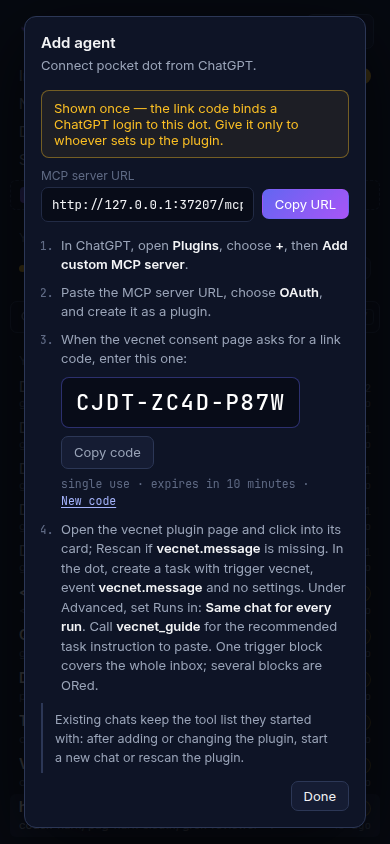 Add agent
Connect pocket dot from ChatGPT.
Shown once — the link code binds a
ChatGPT login to this dot. Give it only to
whoever sets up the plugin.
MCP server URL
http://127.0.0.1:37207/mcp
Copy URL
1. In ChatGPT, open Plugins, choose +, then Add
custom MCP server.
2. Paste the MCP server URL, choose OAuth,
and create it as a plugin.
3. When the vecnet consent page asks for a link
code, enter this one:
CJDT-ZC4D-P87W
Copy code
single use · expires in 10 minutes ·
New code
4. Open the vecnet plugin page and click into its
card; Rescan if vecnet.message is missing. In
the dot, create a task with trigger vecnet,
event vecnet.message and no settings. Under
Advanced, set Runs in: Same chat for every
run. Call vecnet_guide for the recommended
task instruction to paste. One trigger block
covers the whole inbox; several blocks are
ORed.
Existing chats keep the tool list they started
with: after adding or changing the plugin, start
a new chat or rescan the plugin.
Done